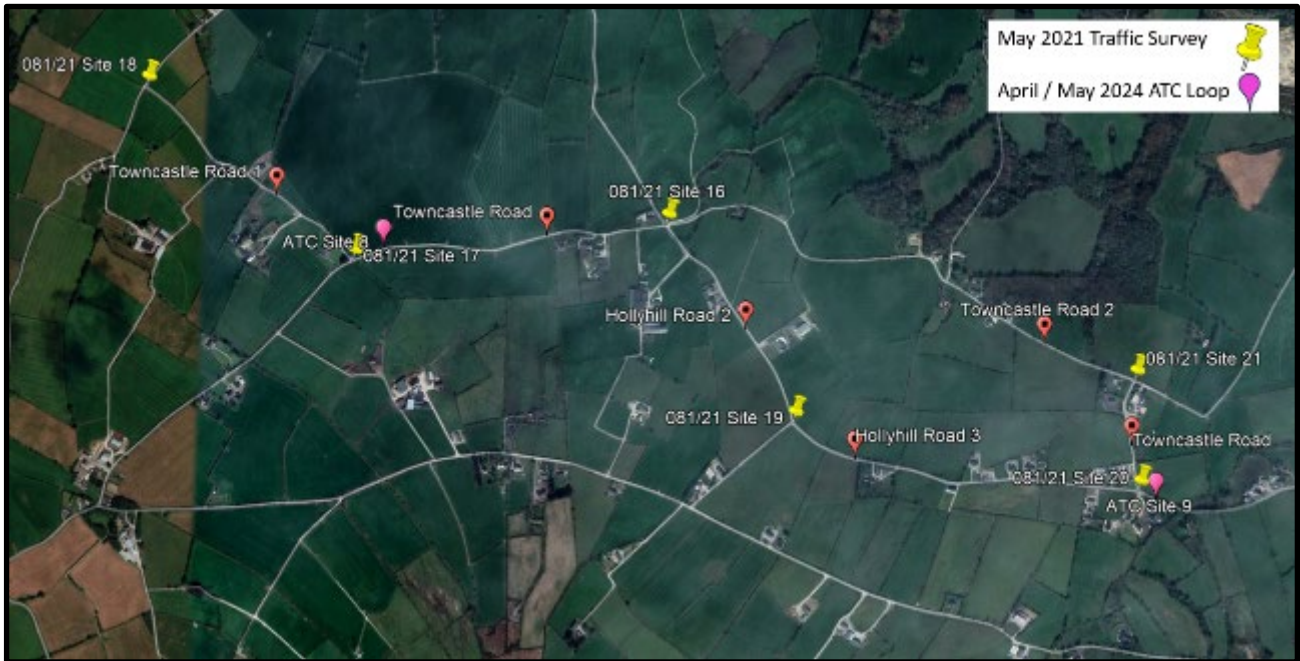 May 2021 Traffic Survey
April / May 2024 ATC Loop
081/21 Site 18
Towncastle Road 1
081/21 Site 16
Towncastle Road
ATC Site 8
081/21 Site 17
Hollyhill Road 2
Towncastle Road 2
081/21 Site 21
081/21 Site 19
Hollyhill Road 3
Towncastle Road
081/21 Site 20
ATC Site 9